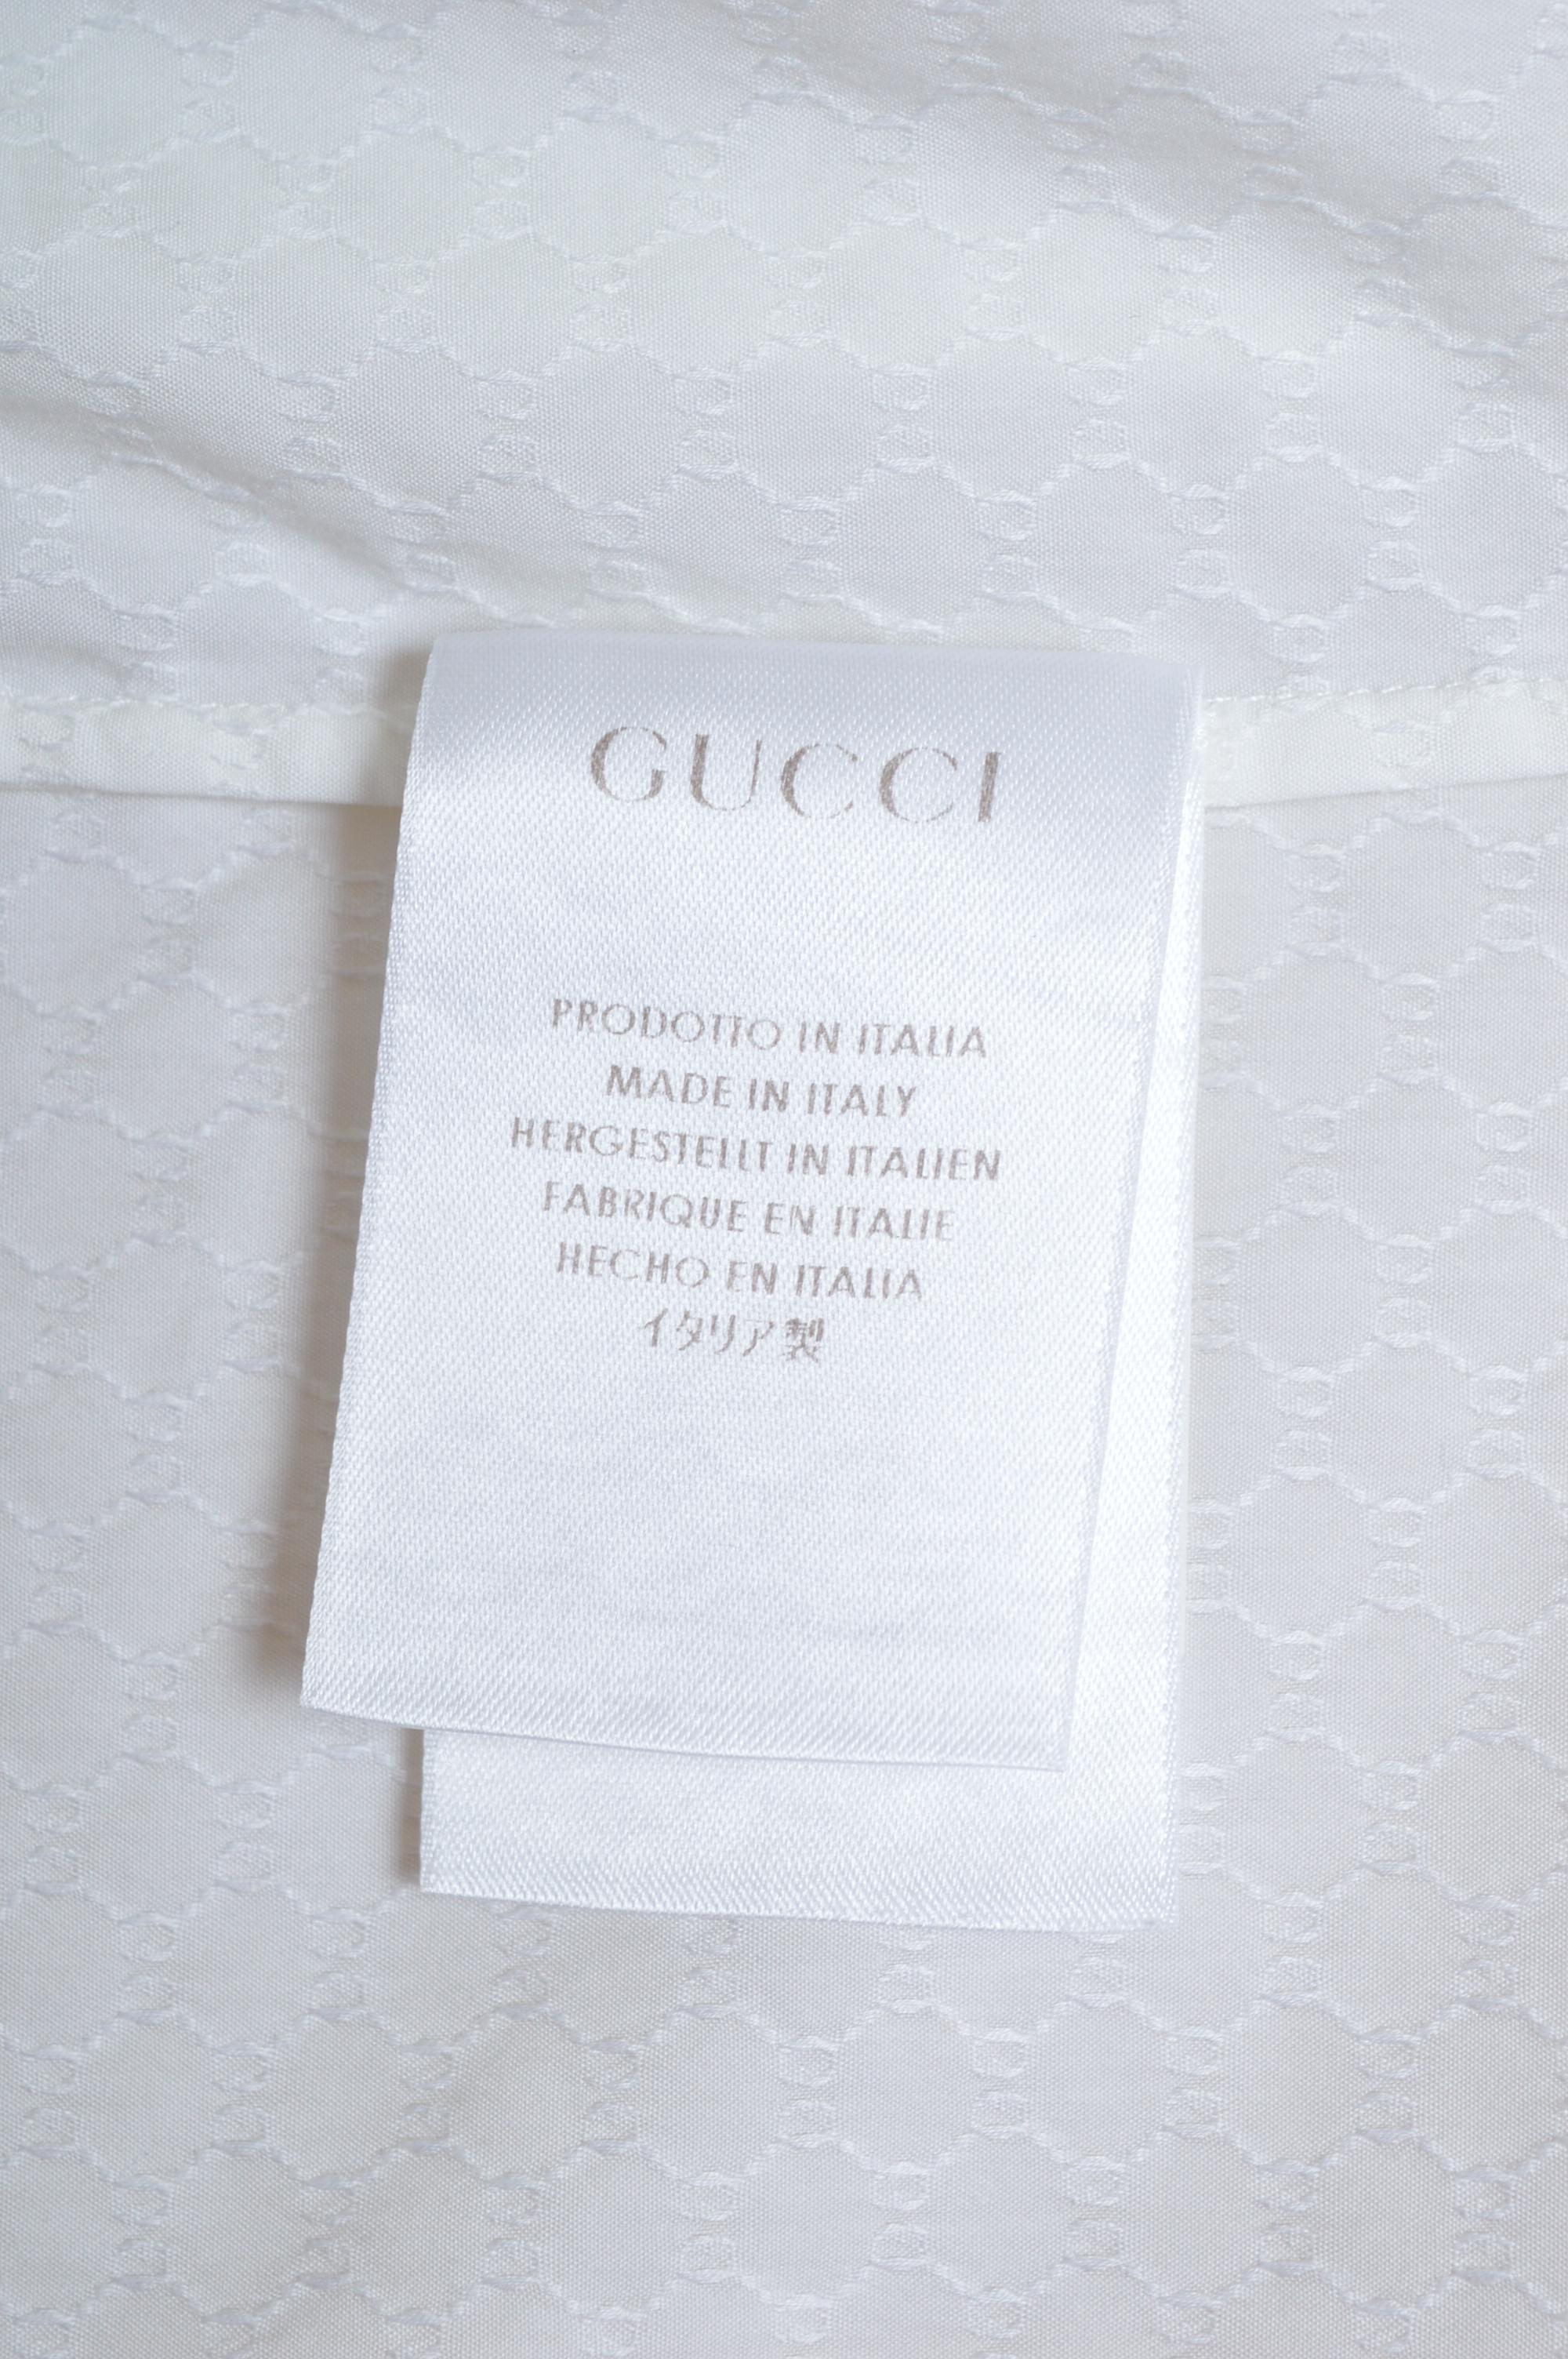 GUCCI
PRODOTTO IN ITALIA
MADE IN ITALY
HERGESTELLT IN ITALIEN
FABRIQUE EN ITALIE
HECHO EN ITALIA
イタリア製